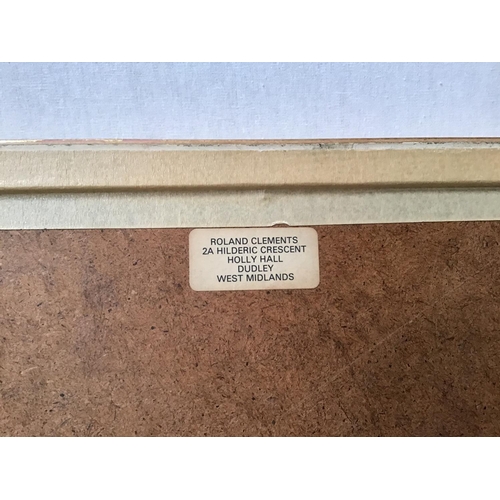 ROLAND CLEMENTS
2A HILDERIC CRESCENT
HOLLY HALL
DUDLEY
WEST MIDLANDS